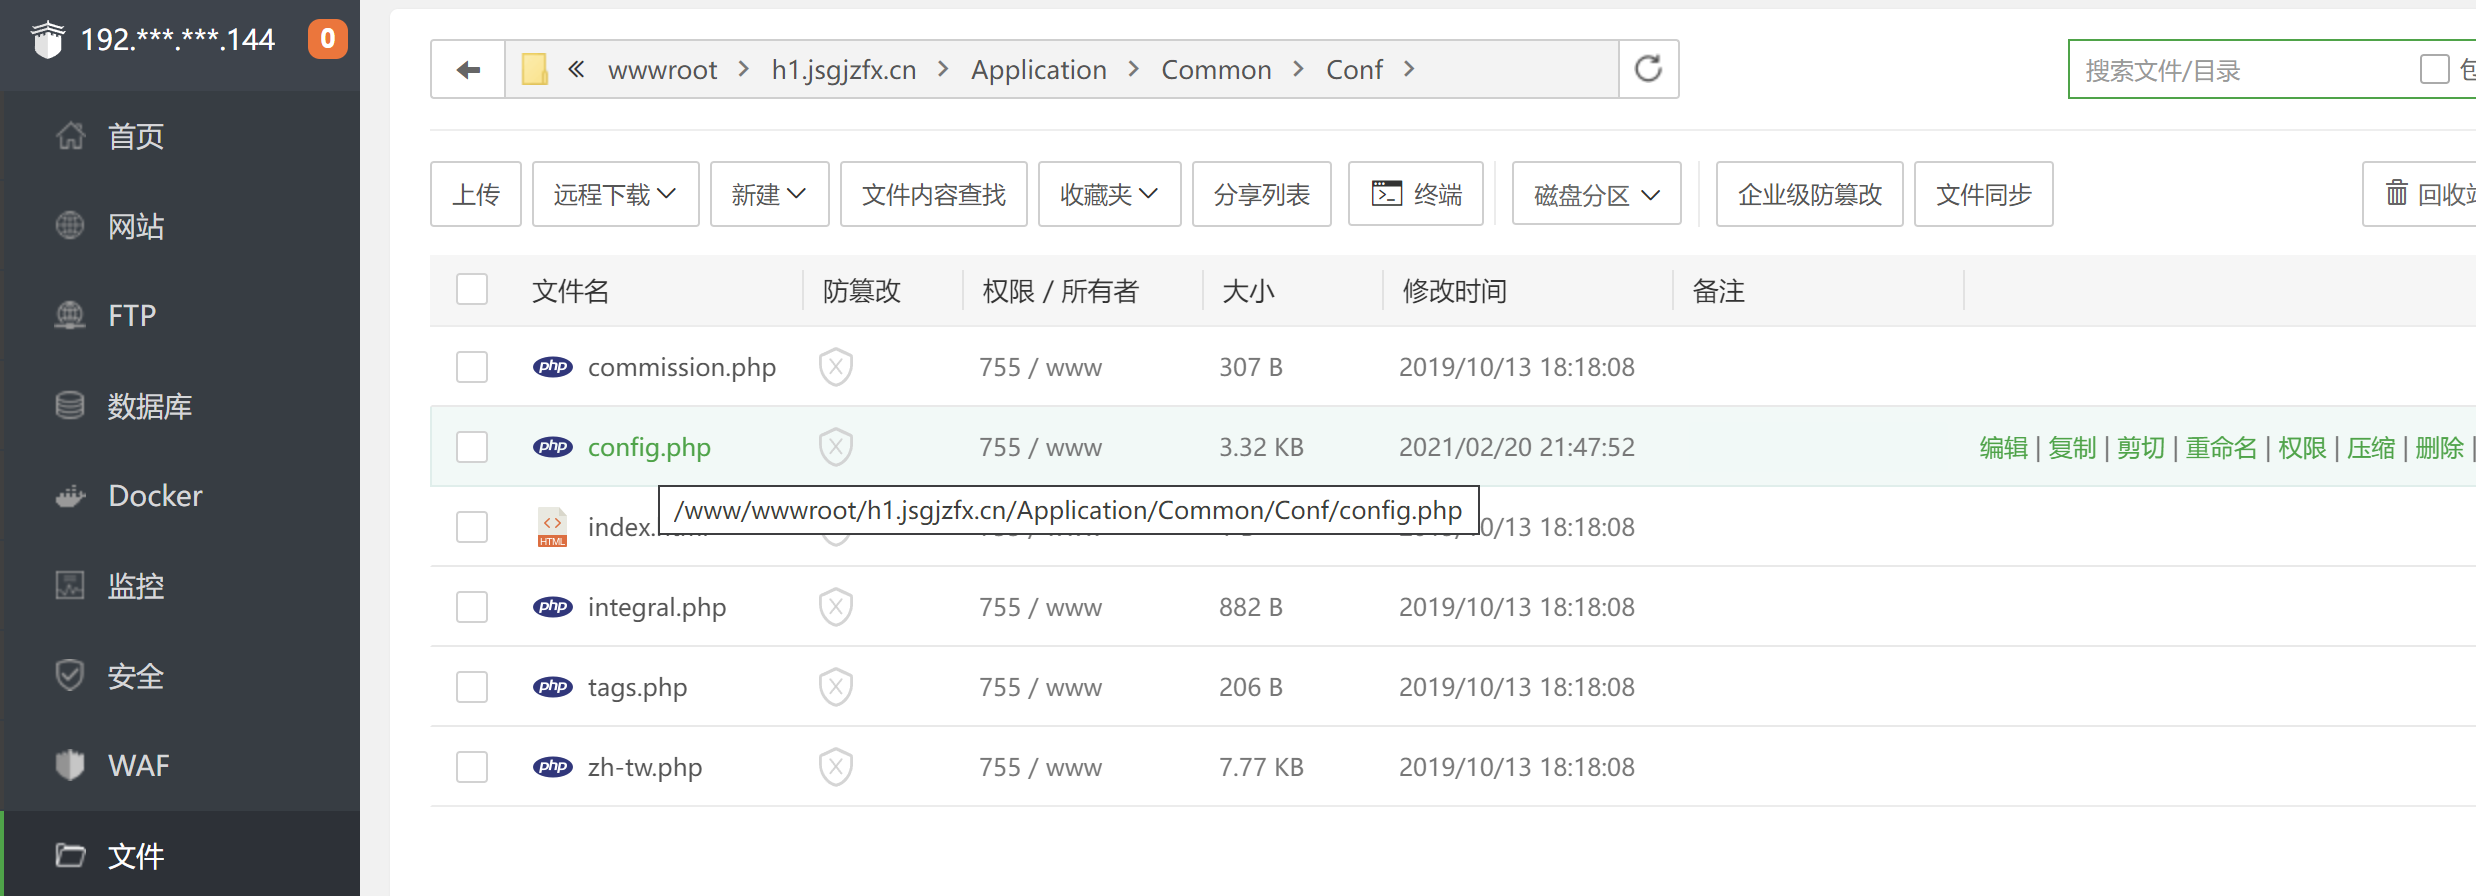 192.***.***.144 0
首页
网站
FTP
数据库
Docker
监控
安全
WAF
文件
« wwwroot > h1.jsgjzfx.cn > Application > Common > Conf >
搜索文件/目录
上传 远程下载 新建 文件内容查找 收藏夹 分享列表 终端 磁盘分区 企业级防篡改 文件同步 回收
文件名 防篡改 权限 / 所有者 大小 修改时间 备注
php commission.php 755 / www 307 B 2019/10/13 18:18:08
php config.php 755 / www 3.32 KB 2021/02/20 21:47:52 编辑 | 复制 | 剪切 | 重命名 | 权限 | 压缩 | 删除 |
/www/wwwroot/h1.jsgjzfx.cn/Application/Common/Conf/config.php
HTML index. 0/13 18:18:08
php integral.php 755 / www 882 B 2019/10/13 18:18:08
php tags.php 755 / www 206 B 2019/10/13 18:18:08
php zh-tw.php 755 / www 7.77 KB 2019/10/13 18:18:08